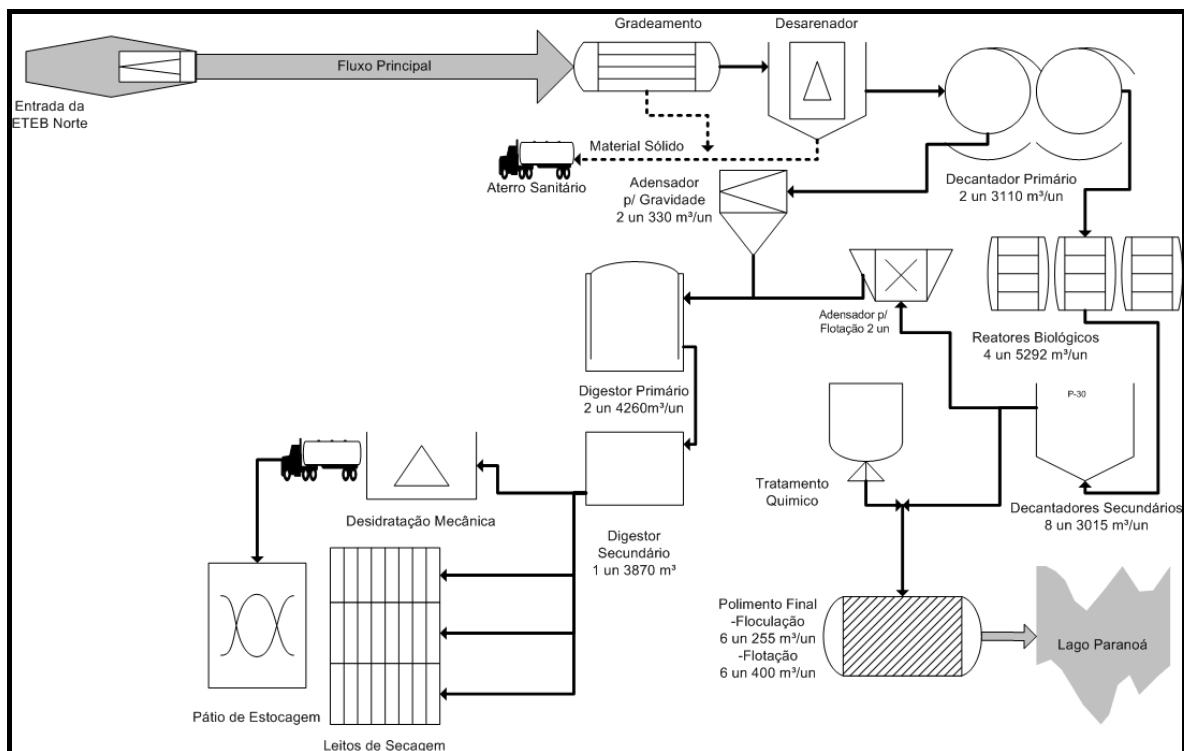 Gradeamento
Desarenador
Fluxo Principal
Entrada da
ETEB Norte
Material Sólido
Aterro Sanitário
Adensador
p/ Gravidade
2 un 330 m³/un
Decantador Primário
2 un 3110 m³/un
Adensador p/
Flotação 2 un
Reatores Biológicos
4 un 5292 m³/un
Digestor Primário
2 un 4260m³/un
P-30
Tratamento
Quimico
Decantadores Secundários
8 un 3015 m³/un
Desidratação Mecânica
Digestor
Secundário
1 un 3870 m³
Polimento Final
-Floculação
6 un 255 m³/un
-Flotação
6 un 400 m³/un
Lago Paranoá
Pátio de Estocagem
Leitos de Secagem